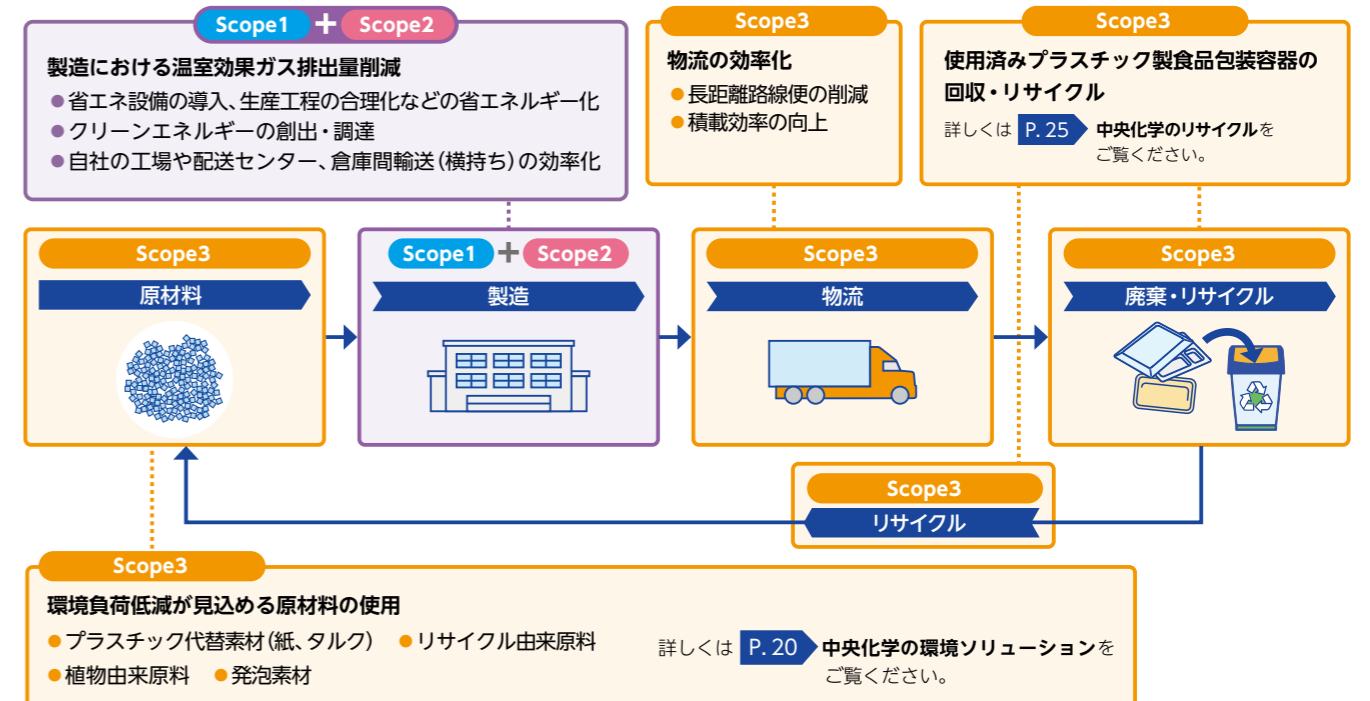 Scope1 + Scope2
製造における温室効果ガス排出量削減
●省エネ設備の導入、生産工程の合理化などの省エネルギー化
●クリーンエネルギーの創出・調達
●自社の工場や配送センター、倉庫間輸送(横持ち)の効率化
Scope3
物流の効率化
●長距離路線便の削減
●積載効率の向上
Scope3
使用済みプラスチック製食品包装容器の
回収・リサイクル
詳しくは P. 25 中央化学のリサイクルを
ご覧ください。
Scope3
原材料
Scope1 + Scope2
製造
Scope3
物流
Scope3
廃棄・リサイクル
Scope3
リサイクル
Scope3
環境負荷低減が見込める原材料の使用
●プラスチック代替素材(紙、タルク) ●リサイクル由来原料
●植物由来原料 ●発泡素材
詳しくは P. 20 中央化学の環境ソリューションを
ご覧ください。